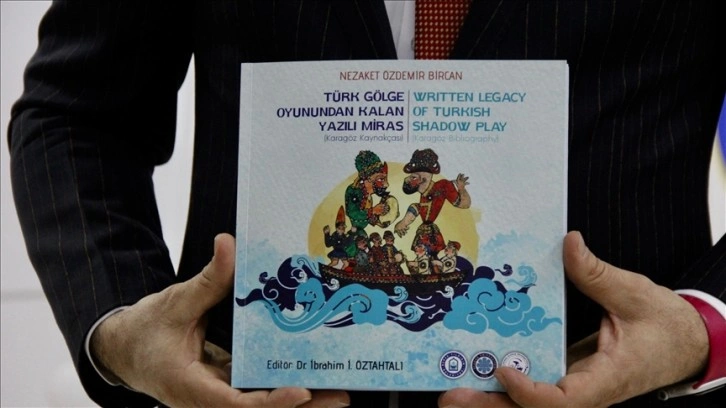 NEZAKET ÖZDEMİR BİRCAN
TÜRK GÖLGE
OYUNUNDAN KALAN
YAZILI MİRAS
(Karagöz Kaynakçası)
WRITTEN LEGACY
OF TURKISH
SHADOW PLAY
(Karagöz Bibliography)
Editör Dr. İbrahim İ. ÖZTAHTALI